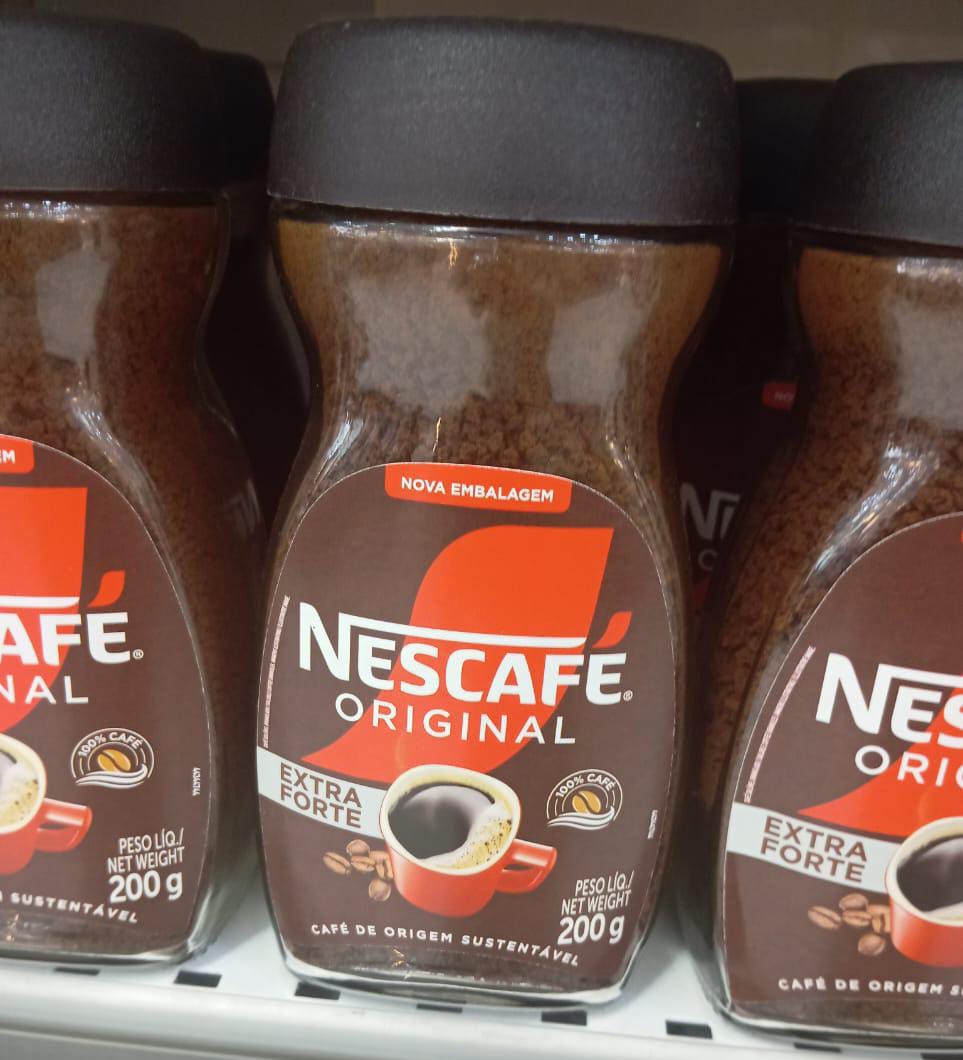 NOVA EMBALAGEM
NESCAFÉ®
ORIGINAL
100% CAFÉ
EXTRA
FORTE
PESO LÍQ./
NET WEIGHT
200 g
CAFÉ DE ORIGEM SUSTENTÁVEL
EM
AFÉ®
NAL
100% CAFÉ
PESO LÍQ./
NET WEIGHT
200 g
SUSTENTÁVEL
NES
ORIG
EXTRA
FORTE
CAFÉ DE ORIGEM S